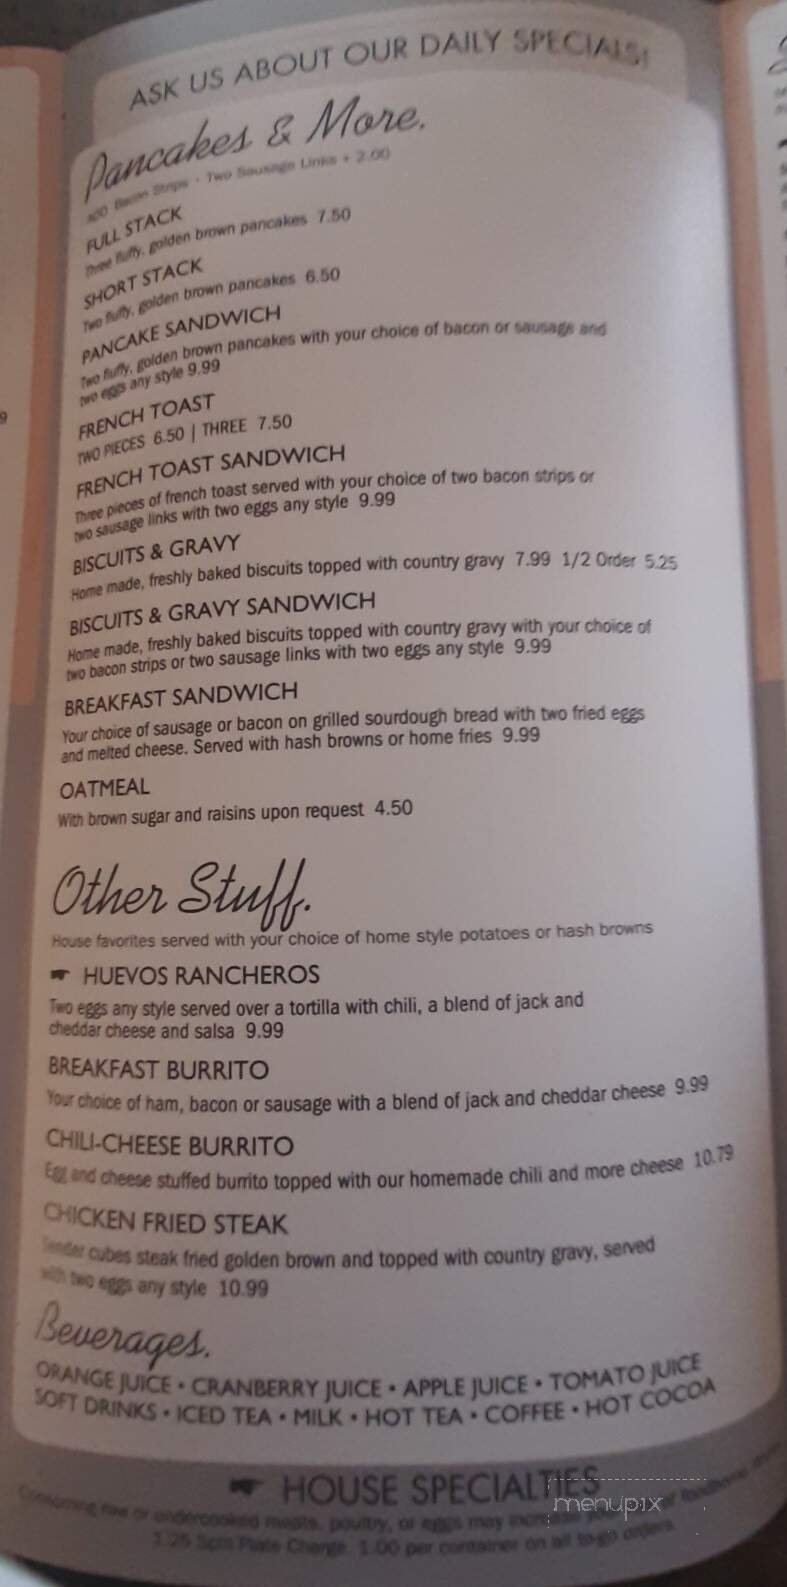 ASK US ABOUT OUR DAILY SPECIALS!
Pancakes & More.
Bacon Strips • Two Sausage Links + 2.00
FULL STACK
Three fluffy, golden brown pancakes 7.50
SHORT STACK
Two fluffy, golden brown pancakes 6.50
PANCAKE SANDWICH
Two fluffy, golden brown pancakes with your choice of bacon or sausage and
two eggs any style 9.99
FRENCH TOAST
TWO PIECES 6.50 | THREE 7.50
FRENCH TOAST SANDWICH
Three pieces of french toast served with your choice of two bacon strips or
two sausage links with two eggs any style 9.99
BISCUITS & GRAVY
Home made, freshly baked biscuits topped with country gravy 7.99 1/2 Order 5.25
BISCUITS & GRAVY SANDWICH
Home made, freshly baked biscuits topped with country gravy with your choice of
two bacon strips or two sausage links with two eggs any style 9.99
BREAKFAST SANDWICH
Your choice of sausage or bacon on grilled sourdough bread with two fried eggs
and melted cheese. Served with hash browns or home fries 9.99
OATMEAL
With brown sugar and raisins upon request 4.50
Other Stuff.
House favorites served with your choice of home style potatoes or hash browns
HUEVOS RANCHEROS
Two eggs any style served over a tortilla with chili, a blend of jack and
cheddar cheese and salsa 9.99
BREAKFAST BURRITO
Your choice of ham, bacon or sausage with a blend of jack and cheddar cheese 9.99
CHILI-CHEESE BURRITO
Egg and cheese stuffed burrito topped with our homemade chili and more cheese 10.79
CHICKEN FRIED STEAK
Tender cubes steak fried golden brown and topped with country gravy, served
with two eggs any style 10.99
Beverages.
ORANGE JUICE • CRANBERRY JUICE • APPLE JUICE • TOMATO JUICE
SOFT DRINKS • ICED TEA • MILK • HOT TEA • COFFEE • HOT COCOA
HOUSE SPECIALTIES
menupix
Consuming raw or undercooked meats, poultry, or eggs may
1.25 Split Plate Charge. 1.00 per container on all to-go orders.